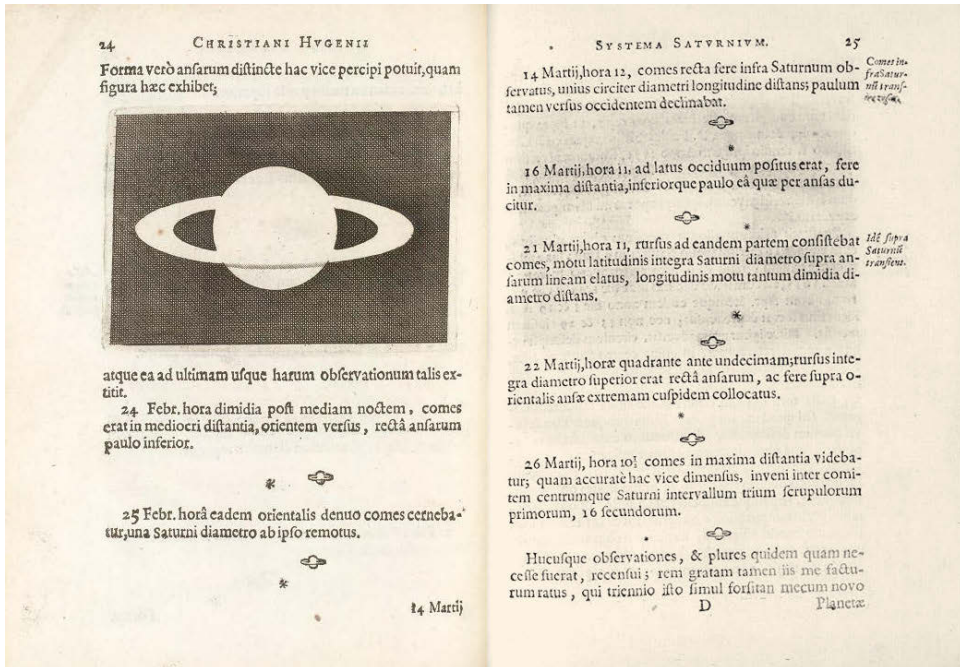 24 CHRISTIANI HVGENII
Forma verò anſarum diſtincte hac vice percipi potuit, quam
figura hæc exhibet;
atque ea ad ultimam uſque harum obſervationum talis ex-
titit.
24 Febr. hora dimidia poſt mediam noctem, comes
erat in mediocri diſtantia, orientem verſus, rectâ anſarum
paulo inferior.
25 Febr. horâ eadem orientalis denuo comes cerneba-
tur, una Saturni diametro ab ipſo remotus.
14 Martij
SYSTEMA SATVRNIVM. 25
14 Martij, hora 12, comes recta fere infra Saturnum ob-
ſervatus, unius circiter diametri longitudine diſtans; paulum
tamen verſus occidentem declinabat.
Comes in-
fra Satur-
nū tranſ-
16 Martij, hora 11, ad latus occiduum poſitus erat, fere
in maxima diſtantia, inferiorque paulo eâ quæ per anſas du-
citur.
21 Martij, hora 11, rurſus ad eandem partem conſiſtebat
comes, motu latitudinis integra Saturni diametro ſupra an-
ſarum lineam elatus, longitudinis motu tantum dimidia di-
ametro diſtans.
Idē ſupra
Saturnū
tranſiens.
22 Martij, horæ quadrante ante undecimam; rurſus inte-
gra diametro ſuperior erat rectâ anſarum, ac fere ſupra o-
rientalis anſæ extremam cuſpidem collocatus.
26 Martij, hora 10½ comes in maxima diſtantia videba-
tur; quam accuratè hac vice dimenſus, inveni inter comi-
tem centrumque Saturni intervallum trium ſcrupulorum
primorum, 16 ſecundorum.
Hucuſque obſervationes, & plures quidem quam ne-
ceſſe fuerat, recenſui; rem gratam tamen iis me factu-
rum ratus, qui triennio iſto ſimul forſitan mecum novo
D Planetæ